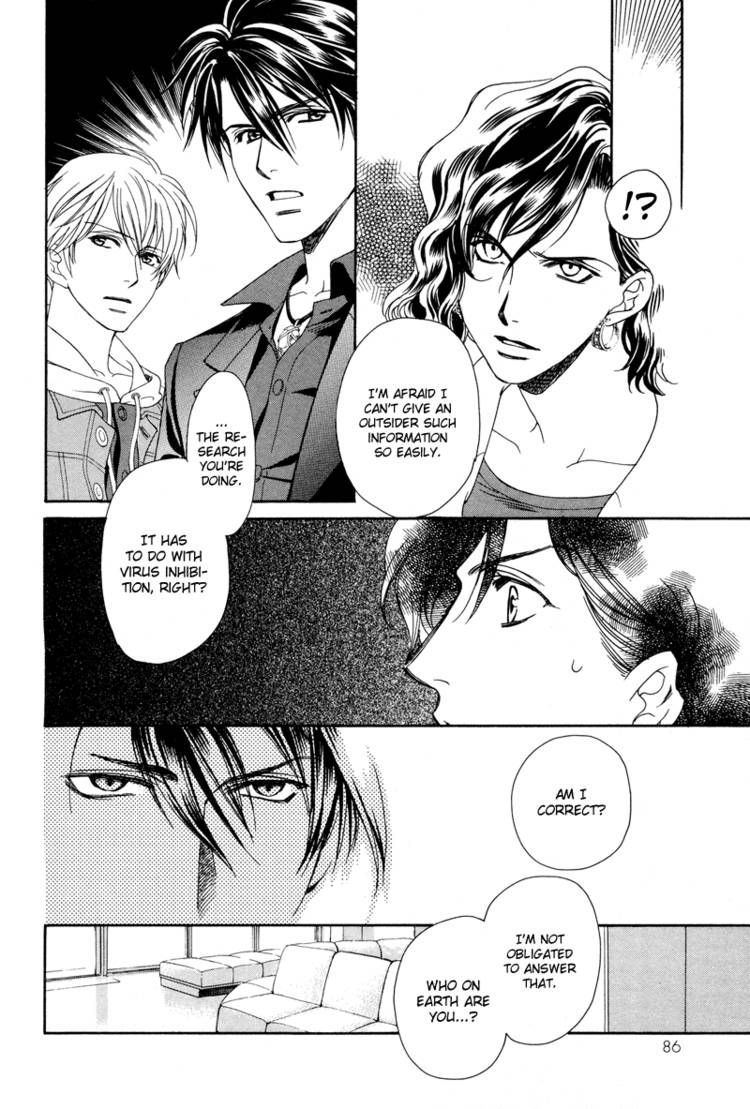 !?
I'M AFRAID I
CAN'T GIVE AN
OUTSIDER SUCH
INFORMATION
SO EASILY.
...
THE RE-
SEARCH
YOU'RE
DOING.
IT HAS
TO DO WITH
VIRUS INHIBI-
TION, RIGHT?
AM I
CORRECT?
I'M NOT
OBLIGATED
TO ANSWER
THAT.
WHO ON
EARTH ARE
YOU...?
86